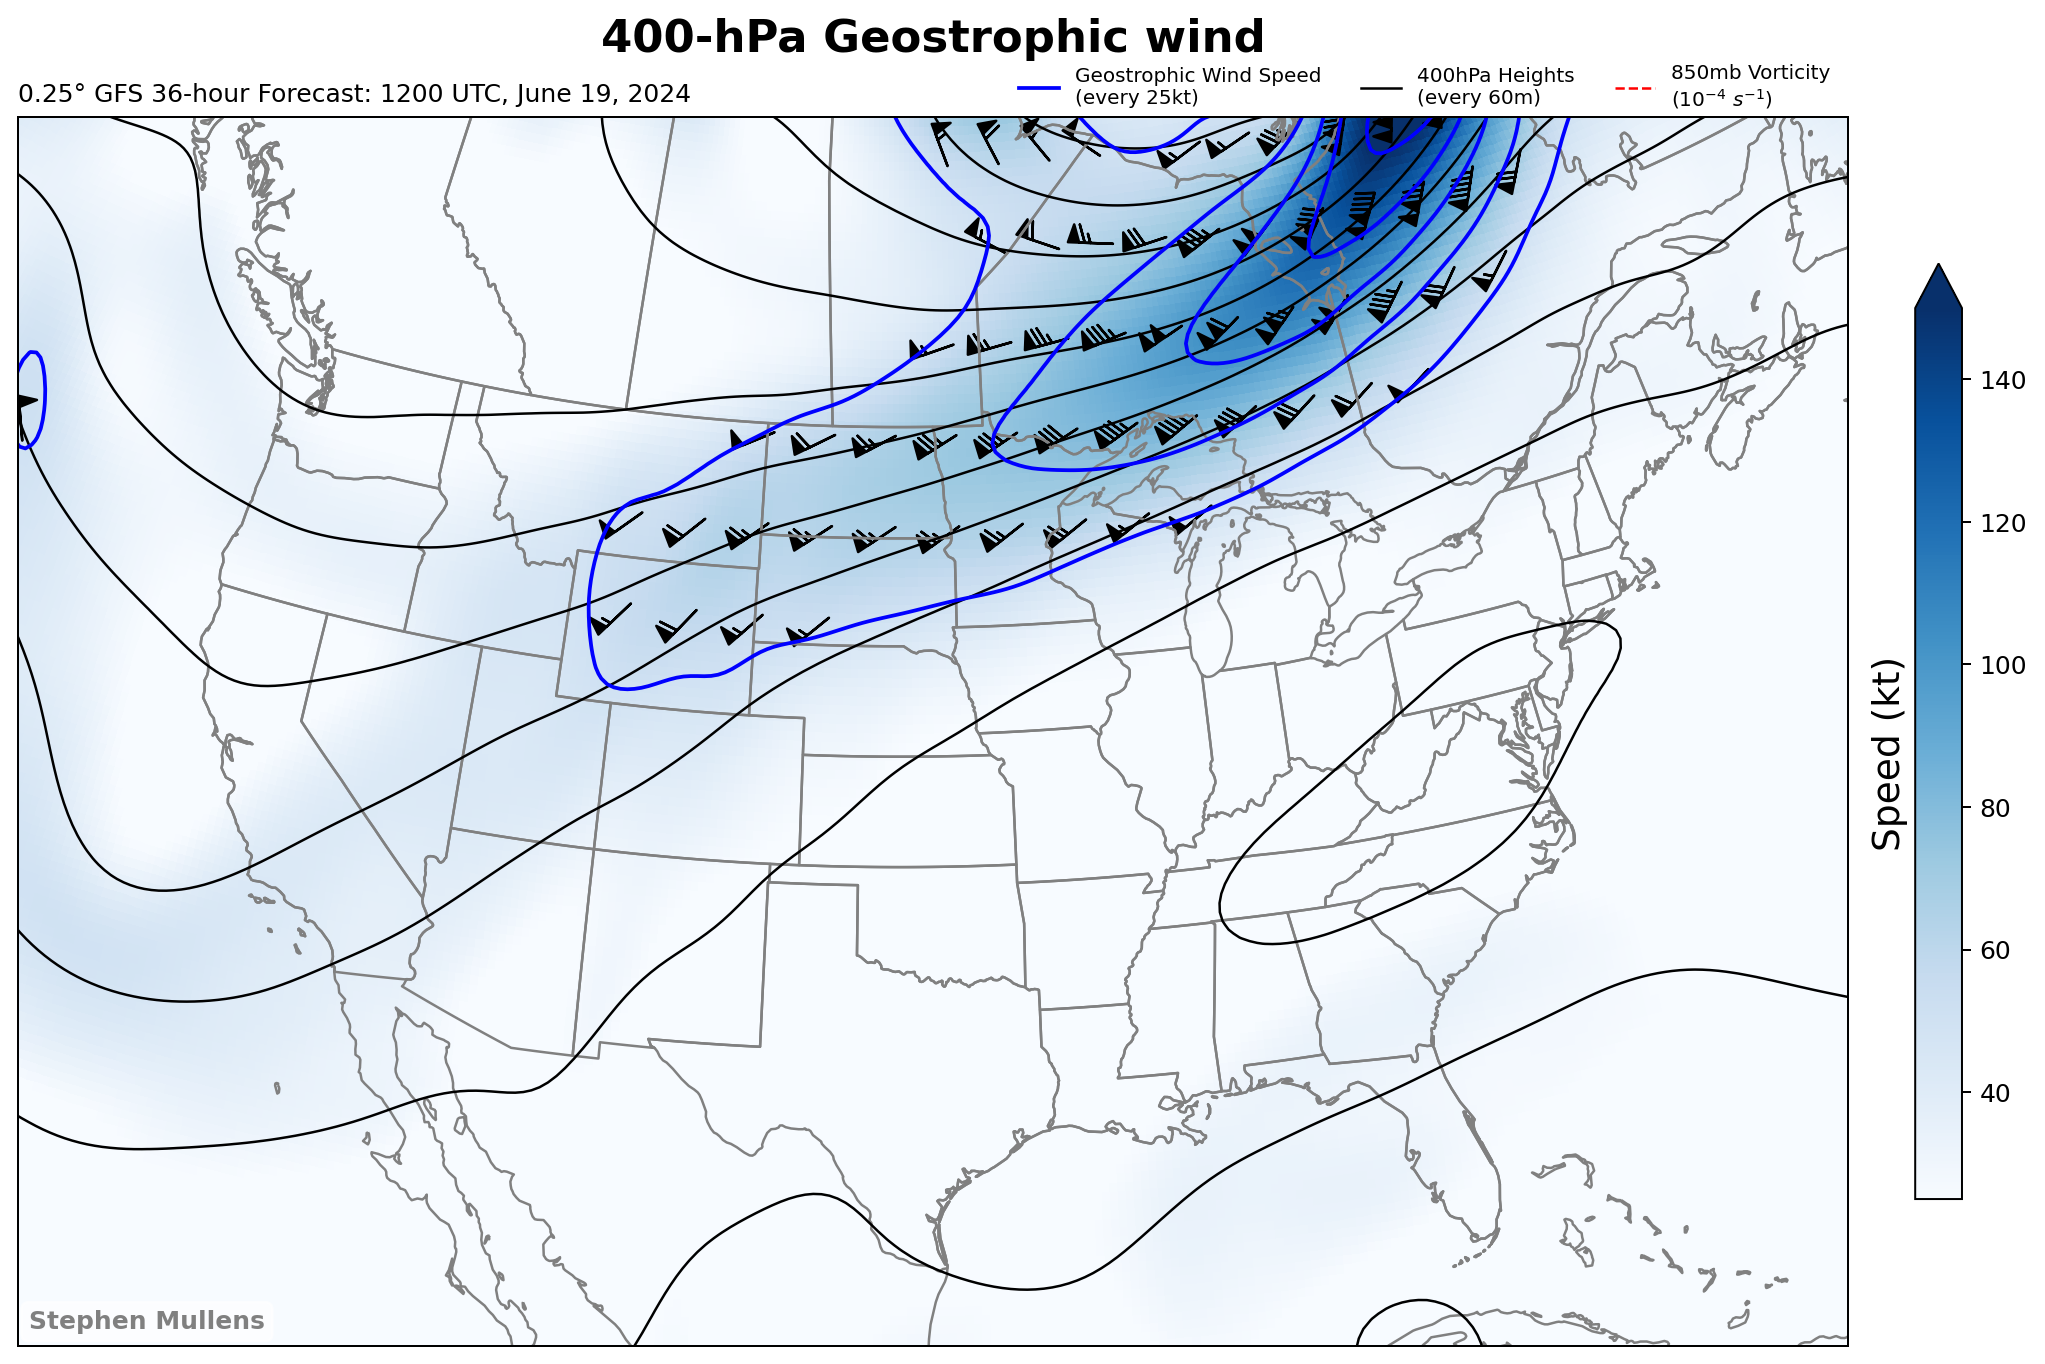 400-hPa Geostrophic wind
0.25° GFS 36-hour Forecast: 1200 UTC, June 19, 2024
Geostrophic Wind Speed
(every 25kt)
400hPa Heights
(every 60m)
850mb Vorticity
(10⁻⁴ s⁻¹)
140
120
100
80
60
40
Speed (kt)
Stephen Mullens